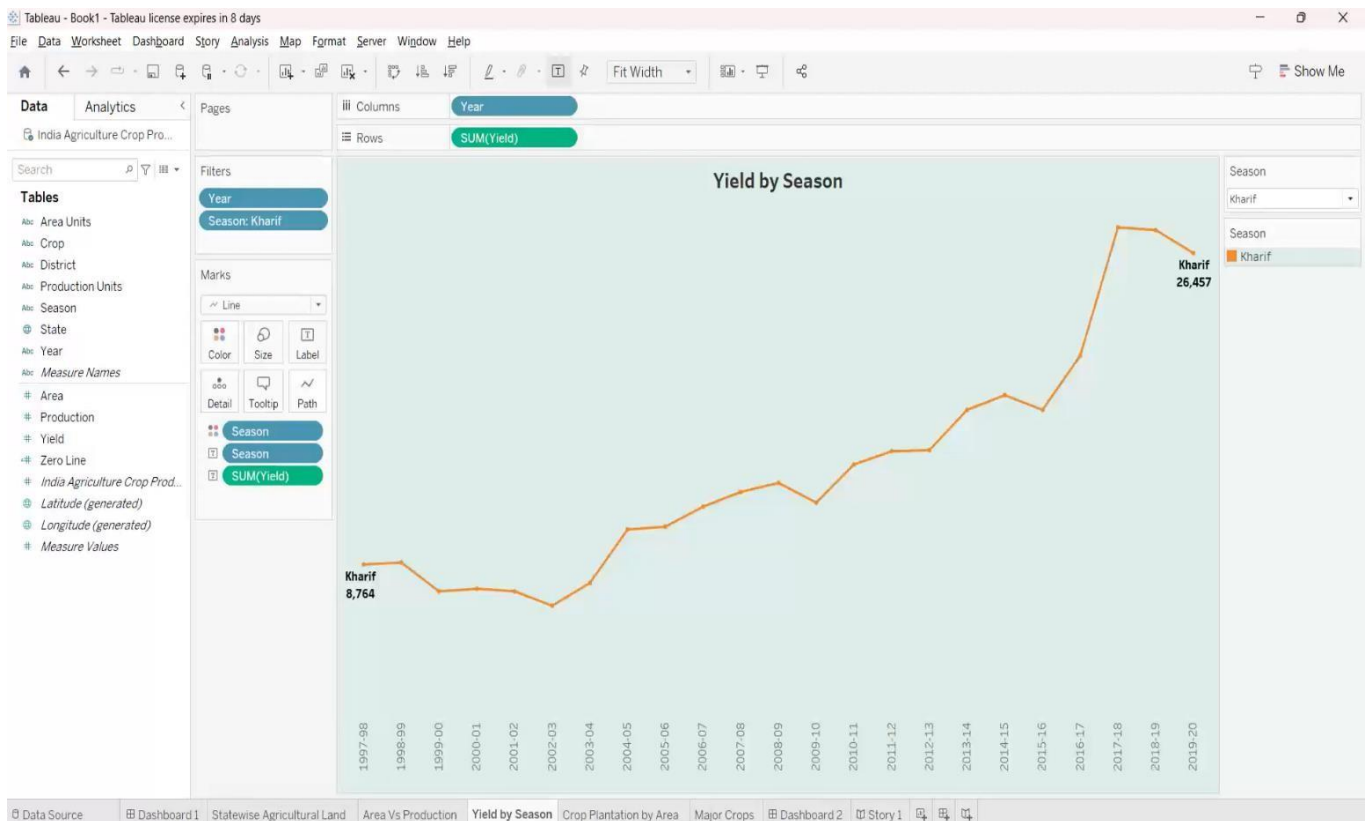 Tableau - Book1 - Tableau license expires in 8 days
File Data Worksheet Dashboard Story Analysis Map Format Server Window Help
Fit Width
Show Me
Data Analytics
India Agriculture Crop Pro...
Search
Tables
Abc Area Units
Abc Crop
Abc District
Abc Production Units
Abc Season
State
Abc Year
Abc Measure Names
# Area
# Production
# Yield
=# Zero Line
# India Agriculture Crop Prod...
Latitude (generated)
Longitude (generated)
# Measure Values
Pages
Filters
Year
Season: Kharif
Marks
Line
Color Size Label
Detail Tooltip Path
Season
Season
SUM(Yield)
Columns Year
Rows SUM(Yield)
Yield by Season
Kharif
26,457
Kharif
8,764
1997-98
1998-99
1999-00
2000-01
2001-02
2002-03
2003-04
2004-05
2005-06
2006-07
2007-08
2008-09
2009-10
2010-11
2011-12
2012-13
2013-14
2014-15
2015-16
2016-17
2017-18
2018-19
2019-20
Season
Kharif
Season
Kharif
Data Source Dashboard 1 Statewise Agricultural Land Area Vs Production Yield by Season Crop Plantation by Area Major Crops Dashboard 2 Story 1